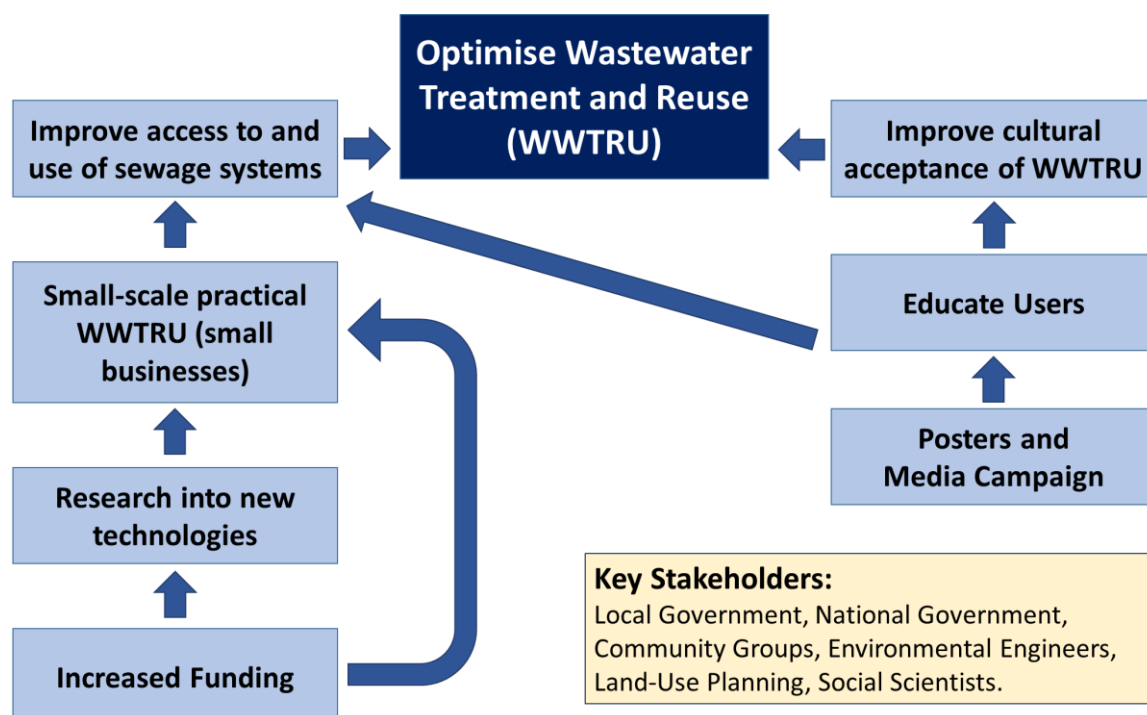 Optimise Wastewater
Treatment and Reuse
(WWTRU)
Improve access to and
use of sewage systems
Improve cultural
acceptance of WWTRU
Small-scale practical
WWTRU (small
businesses)
Educate Users
Posters and
Media Campaign
Research into new
technologies
Increased Funding
Key Stakeholders:
Local Government, National Government,
Community Groups, Environmental Engineers,
Land-Use Planning, Social Scientists.